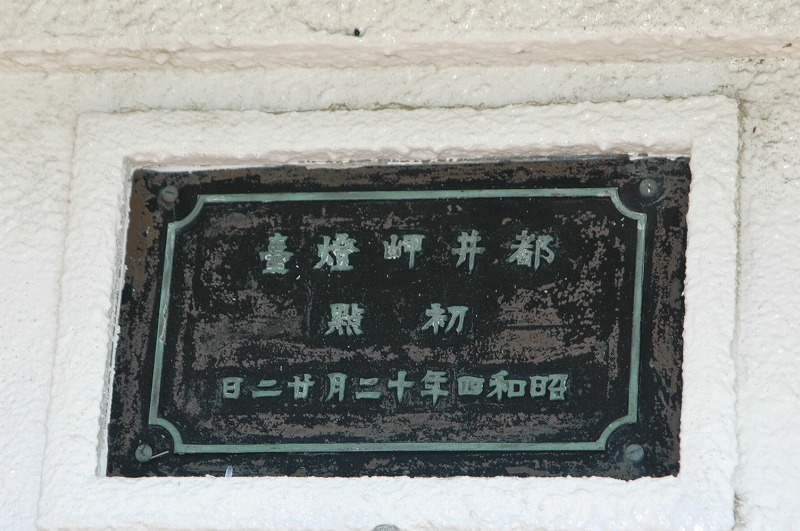 都井岬燈臺
初點
昭和四年十二月廿二日